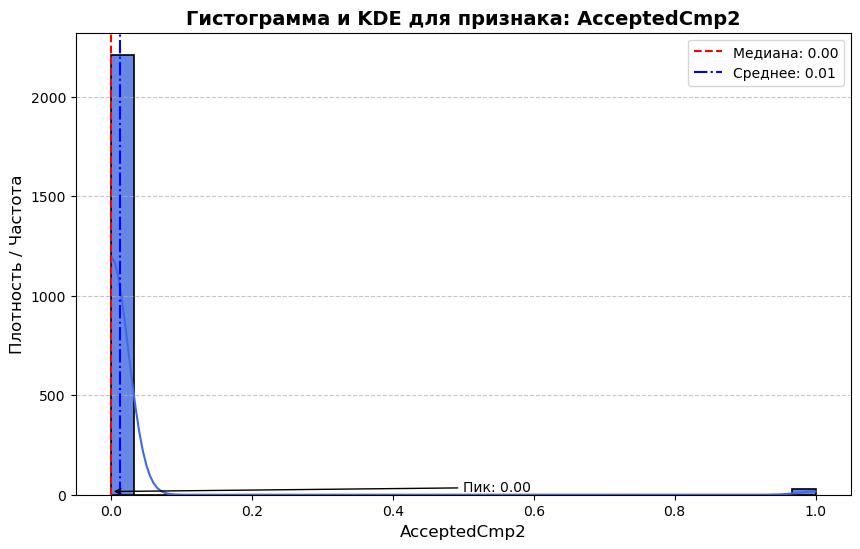 Гистограмма и KDE для признака: AcceptedCmp2
Медиана: 0.00
Среднее: 0.01
Плотность / Частота
2000
1500
1000
500
0
Пик: 0.00
0.0 0.2 0.4 0.6 0.8 1.0
AcceptedCmp2